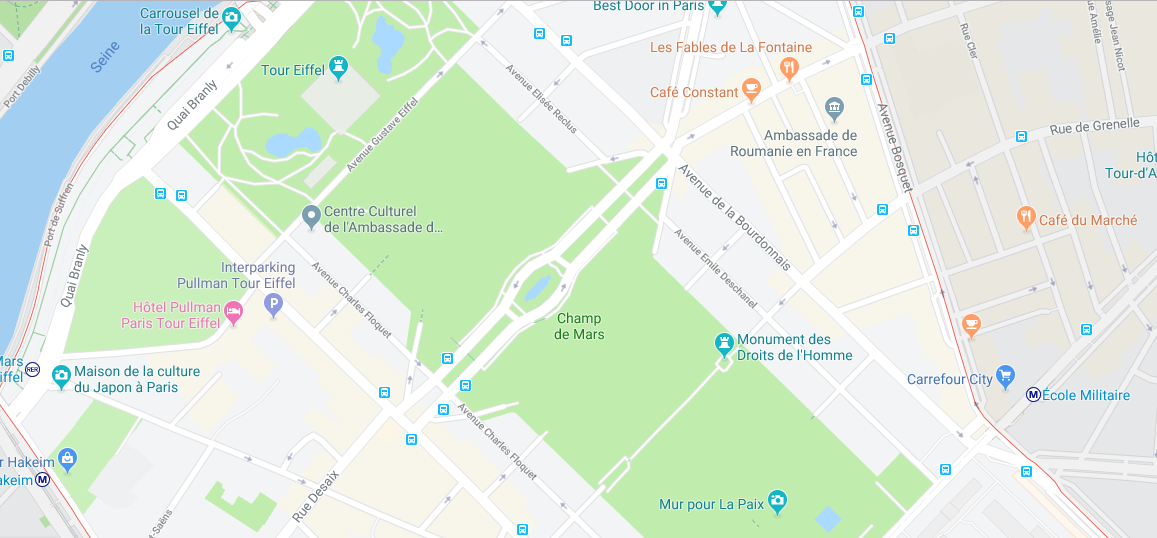 Carrousel de
la Tour Eiffel
Best Door in Paris
Seine
Port Debilly
Les Fables de La Fontaine
Rue Cler
Amélie
sage Jean Nicot
Tour Eiffel
Avenue Elisée Reclus
Café Constant
Quai Branly
Avenue Gustave Eiffel
Ambassade de
Roumanie en France
Avenue Bosquet
Rue de Grenelle
Hôt
Tour-d'A
Port de Suffren
Avenue de la Bourdonnais
Centre Culturel
de l'Ambassade d...
Café du Marché
Quai Branly
Interparking
Pullman Tour Eiffel
P
Avenue Charles Floquet
Avenue Emile Deschanel
Hôtel Pullman
Paris Tour Eiffel
Champ
de Mars
Monument des
Droits de l'Homme
Mars
iffel
RER
Maison de la culture
du Japon à Paris
Carrefour City
M
École Militaire
Avenue Charles Floquet
r Hakeim
akeim
M
Rue Desaix
Mur pour La Paix
t-Saëns